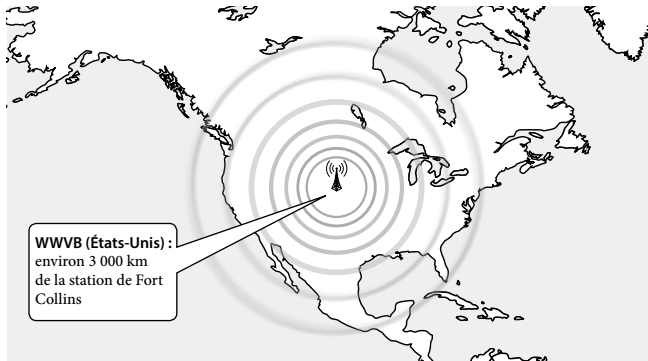 WWVB (États-Unis) :
environ 3 000 km
de la station de Fort
Collins